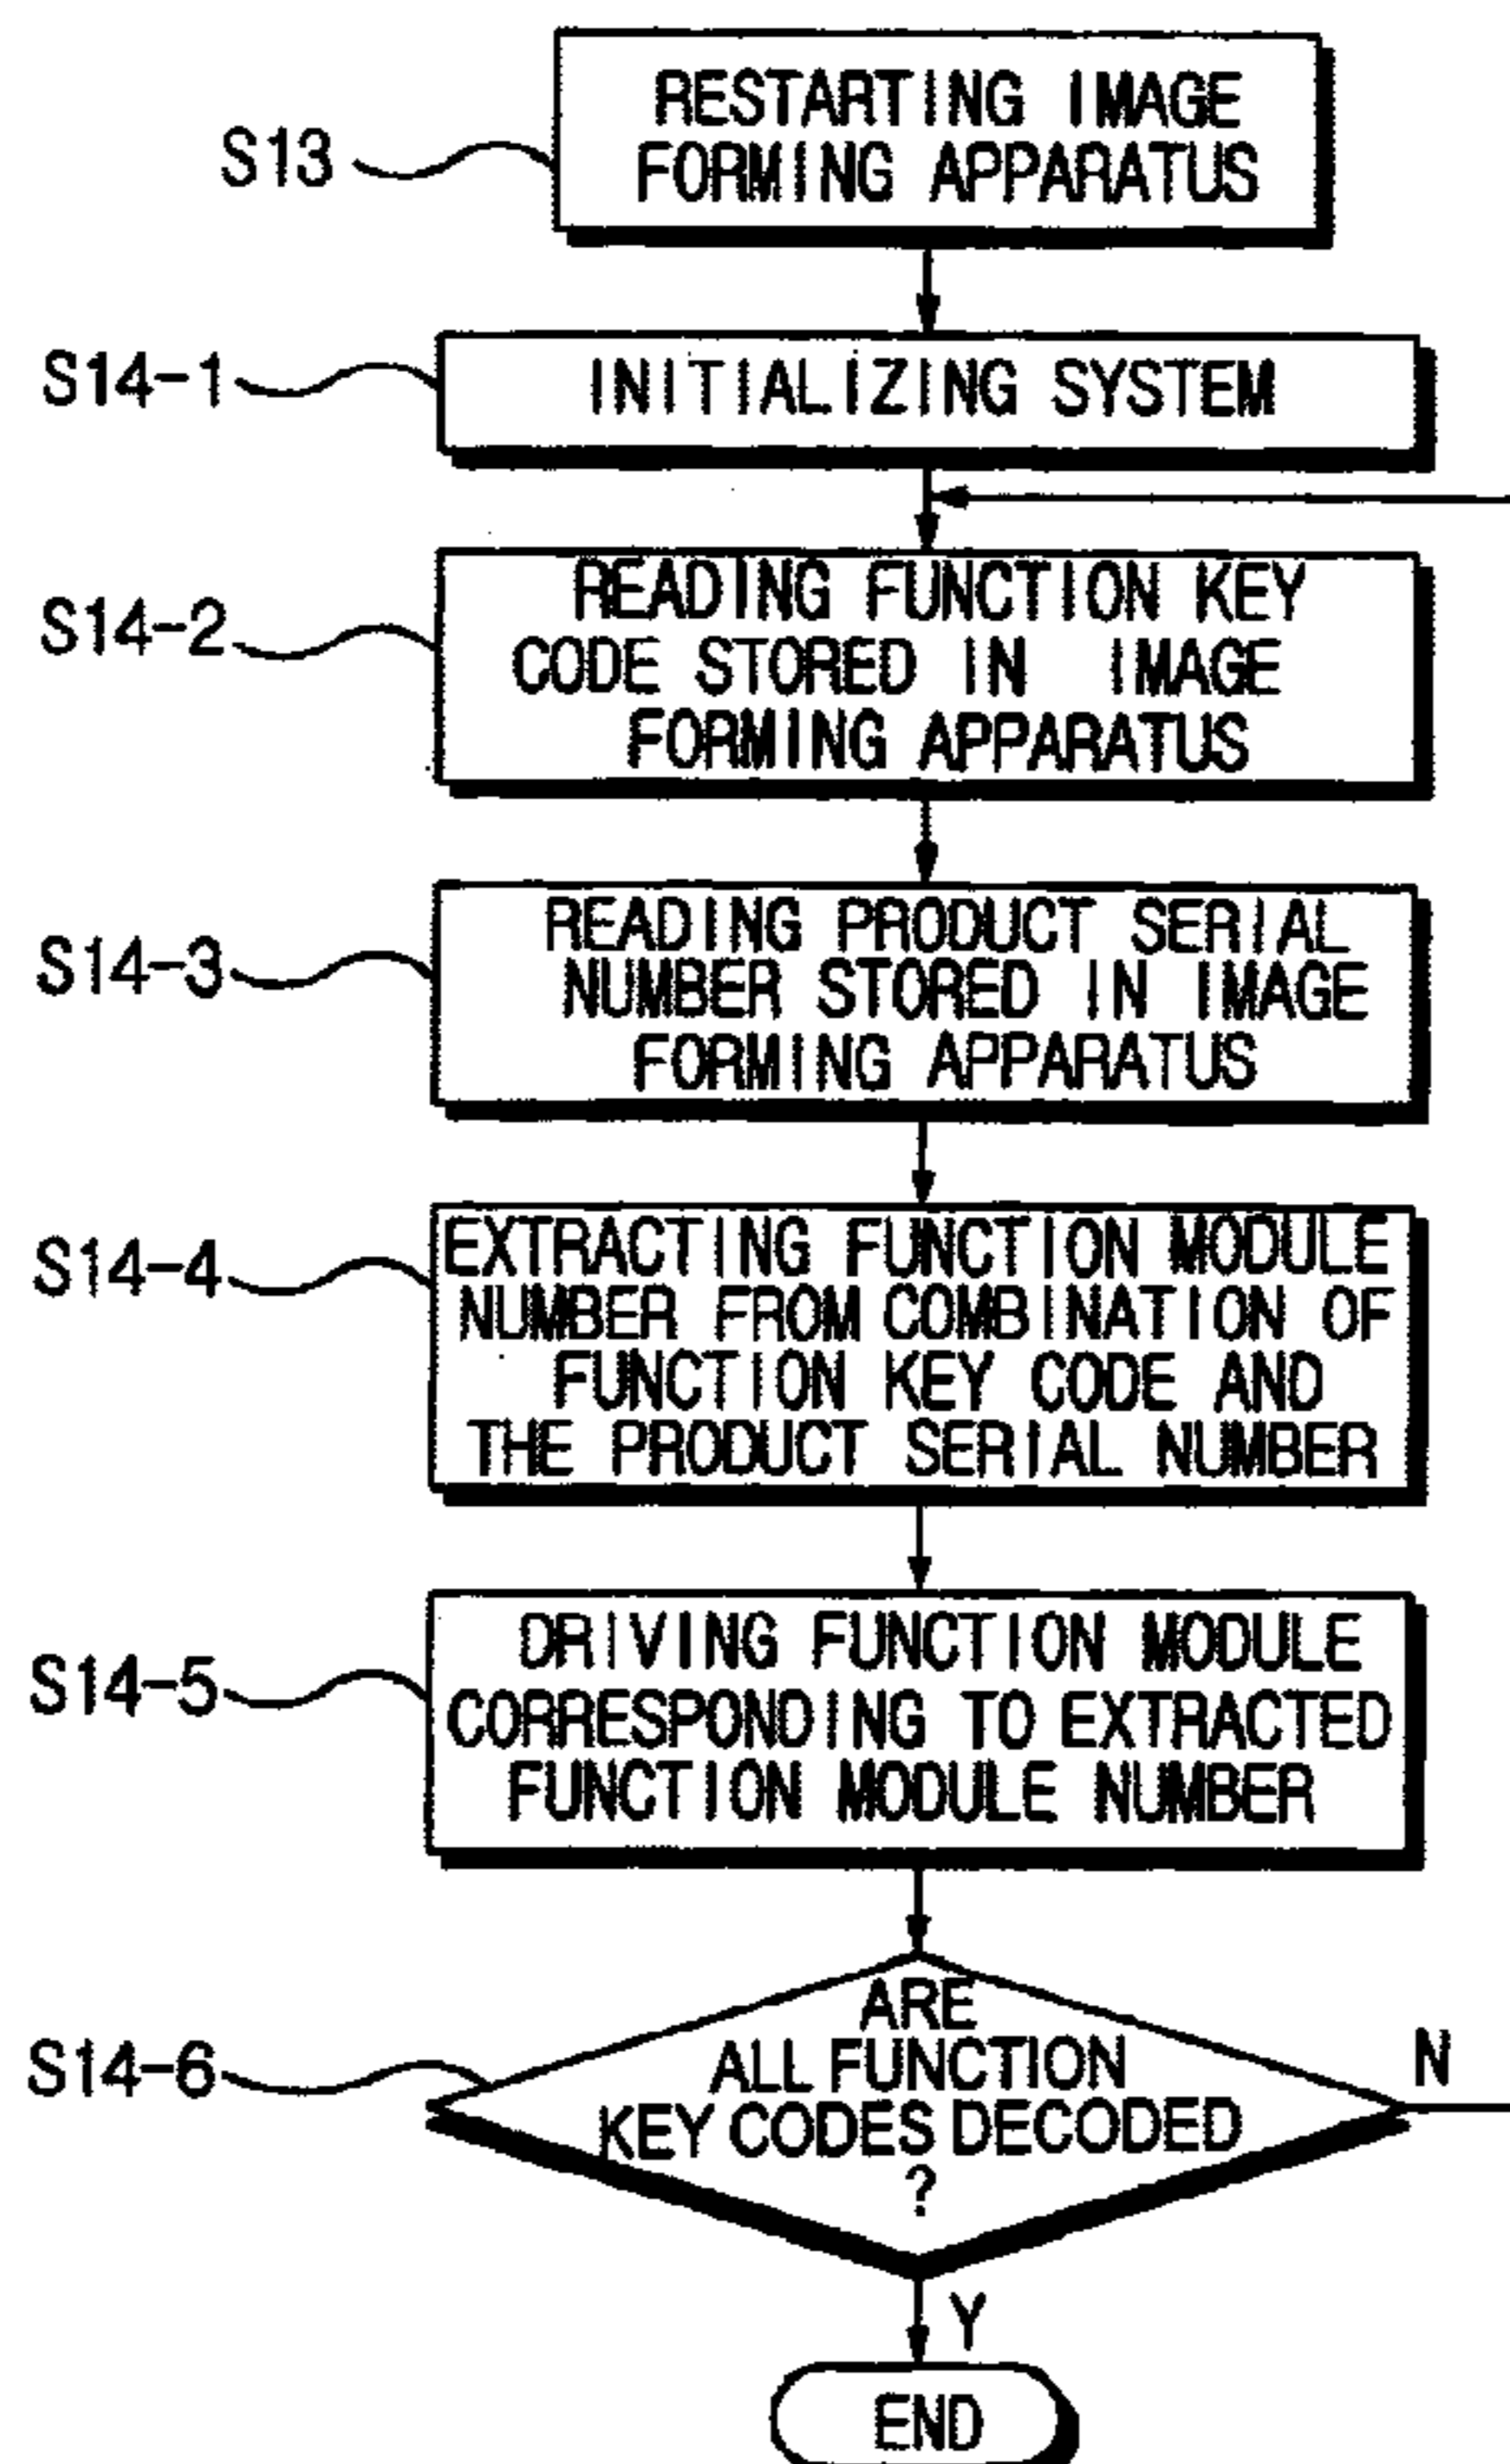 S13
RESTARTING IMAGE
FORMING APPARATUS
S14-1
INITIALIZING SYSTEM
S14-2
READING FUNCTION KEY
CODE STORED IN IMAGE
FORMING APPARATUS
S14-3
READING PRODUCT SERIAL
NUMBER STORED IN IMAGE
FORMING APPARATUS
S14-4
EXTRACTING FUNCTION MODULE
NUMBER FROM COMBINATION OF
FUNCTION KEY CODE AND
THE PRODUCT SERIAL NUMBER
S14-5
DRIVING FUNCTION MODULE
CORRESPONDING TO EXTRACTED
FUNCTION MODULE NUMBER
S14-6
ARE
ALL FUNCTION
KEY CODES DECODED
?
N
Y
END